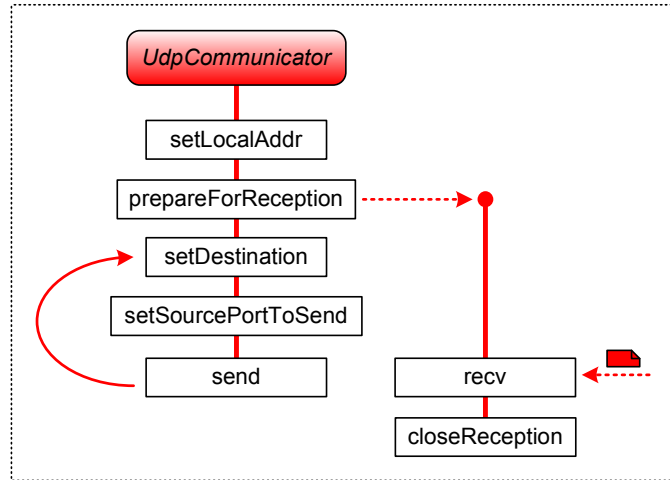 UdpCommunicator
setLocalAddr
prepareForReception
setDestination
setSourcePortToSend
send
recv
closeReception